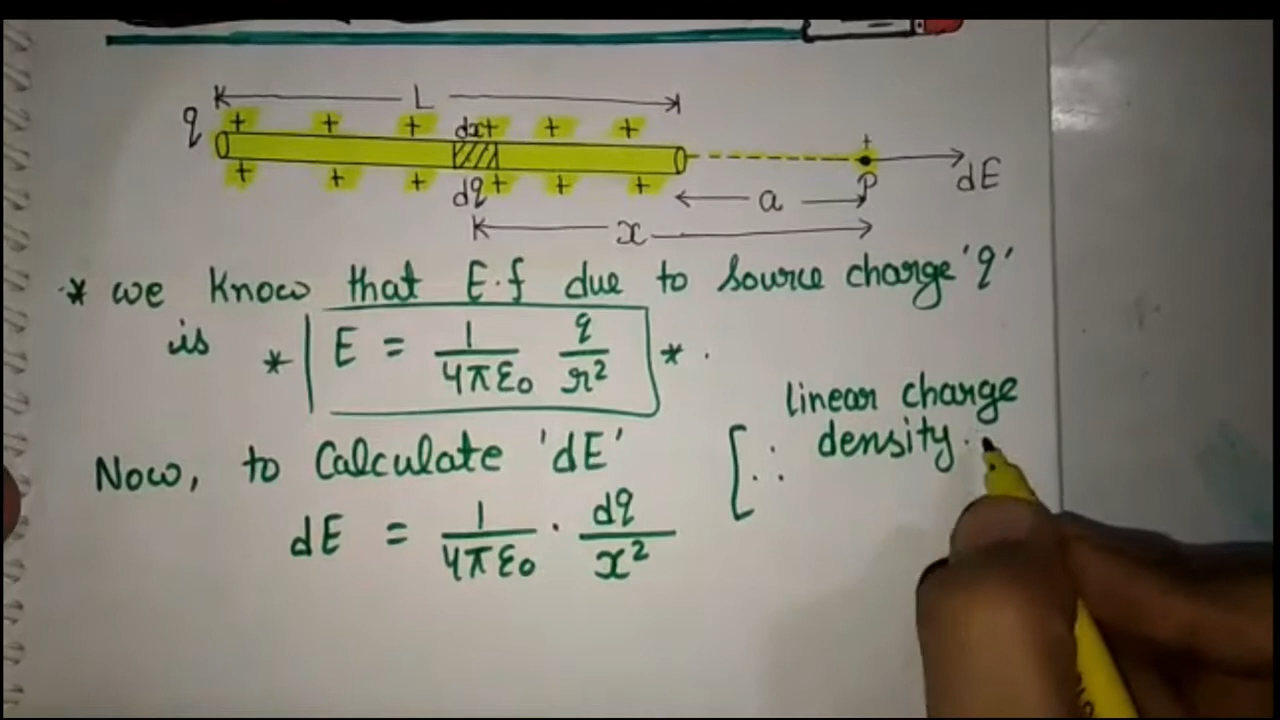 L
q + + + dx + + +
+ + + dq + + + + P dE
a
x
* we know that E.f due to source charge 'q'
is * E = 1/4πε₀ q/r² * .
linear charge
Now, to Calculate 'dE' [∴ density.
dE = 1/4πε₀ · dq/x²